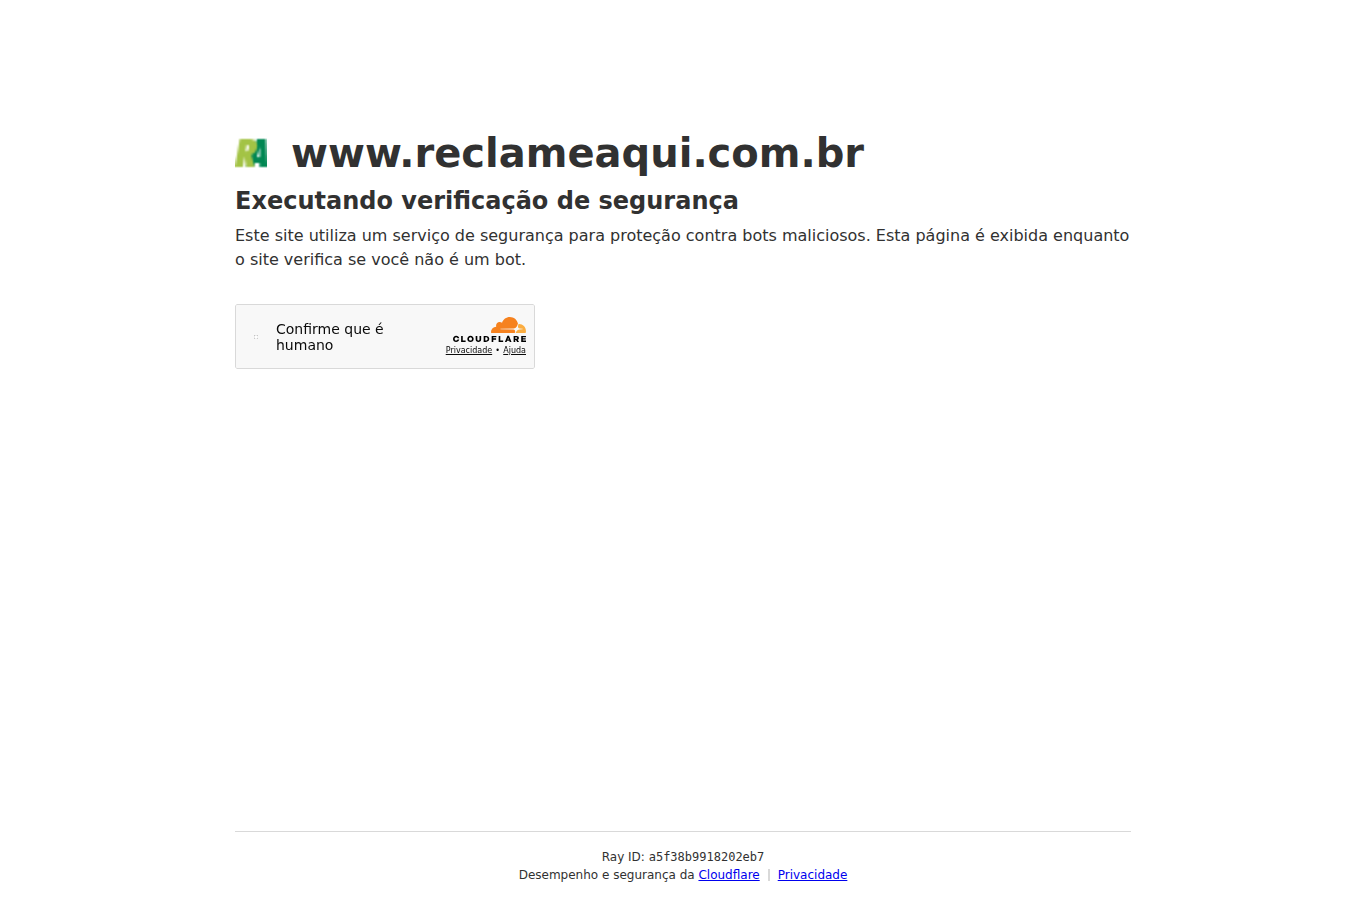 RA
www.reclameaqui.com.br
Executando verificação de segurança
Este site utiliza um serviço de segurança para proteção contra bots maliciosos. Esta página é exibida enquanto
o site verifica se você não é um bot.
Confirme que é
humano
CLOUDFLARE
Privacidade • Ajuda
Ray ID: a5f38b9918202eb7
Desempenho e segurança da Cloudflare | Privacidade